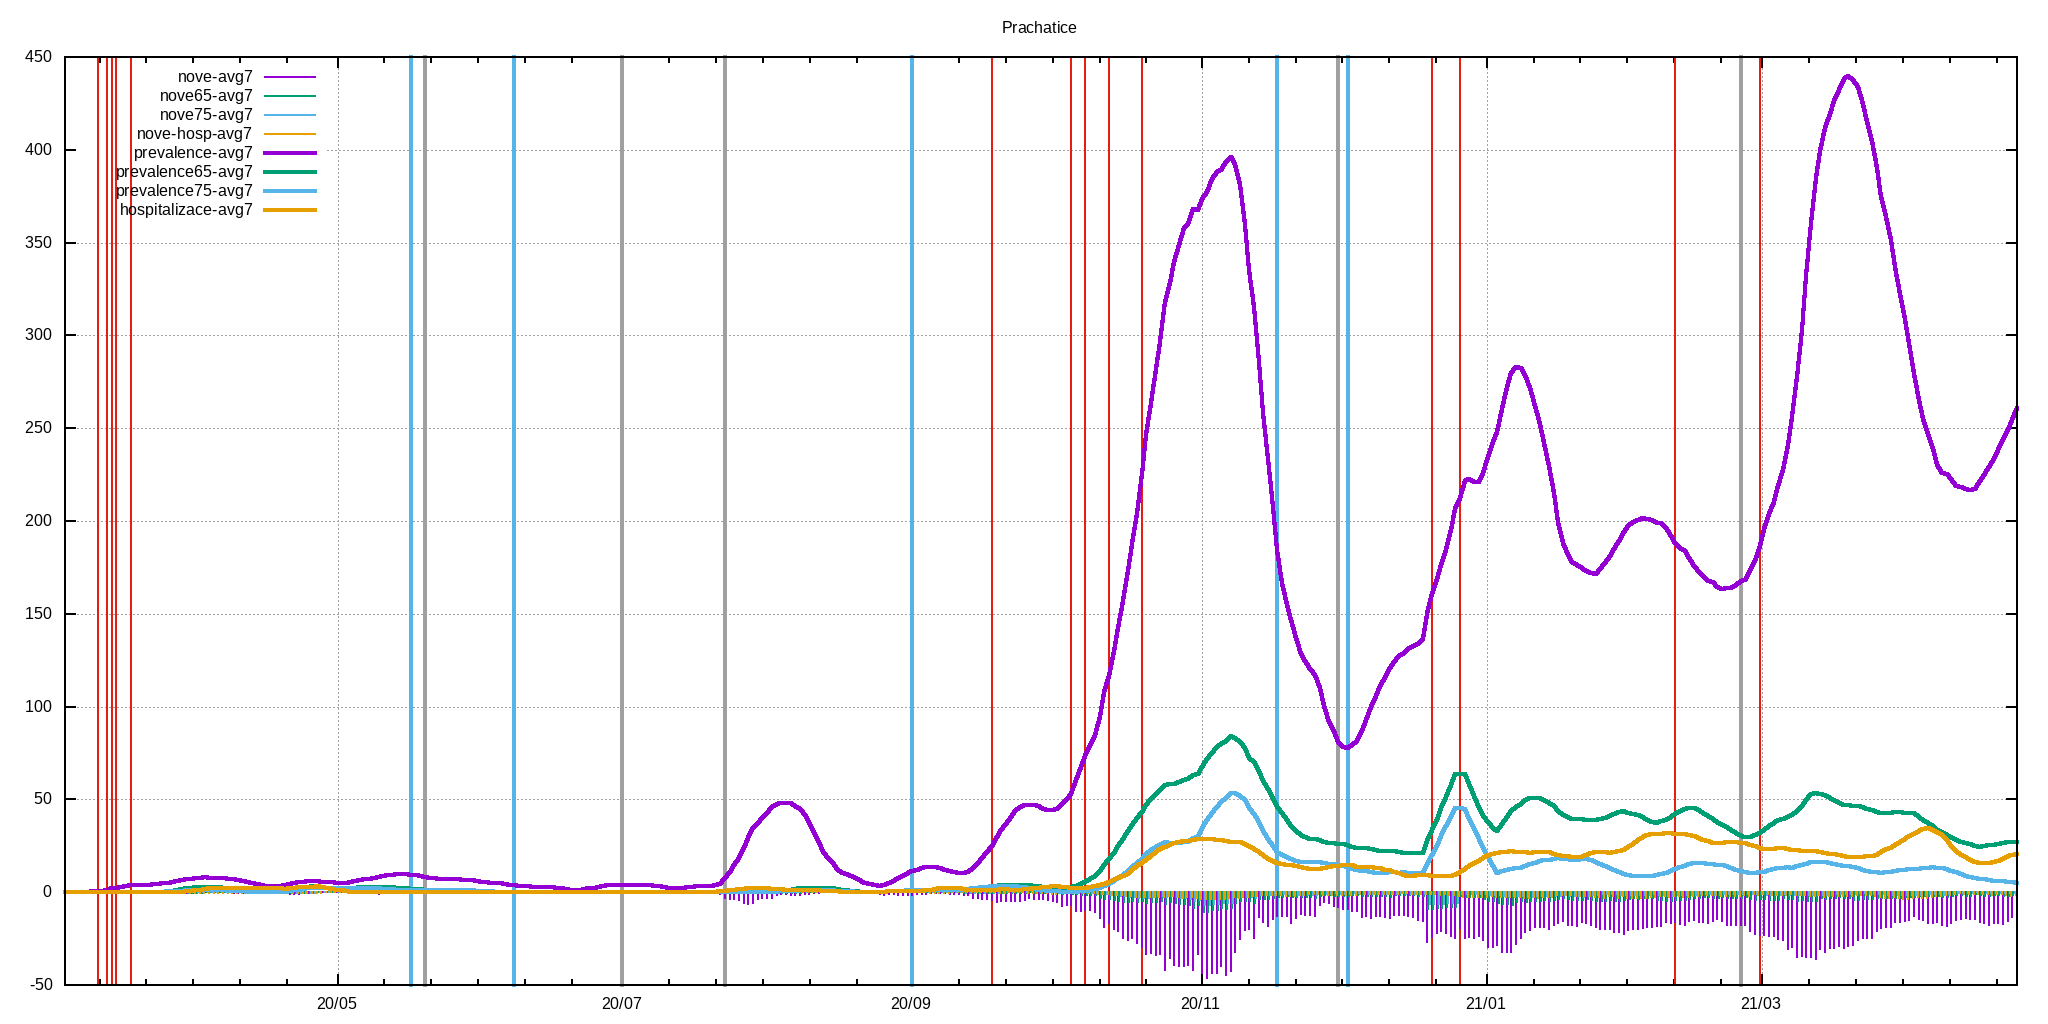 Prachatice
450
400
350
300
250
200
150
100
50
0
-50
nove-avg7
nove65-avg7
nove75-avg7
nove-hosp-avg7
prevalence-avg7
prevalence65-avg7
prevalence75-avg7
hospitalizace-avg7
20/05
20/07
20/09
20/11
21/01
21/03